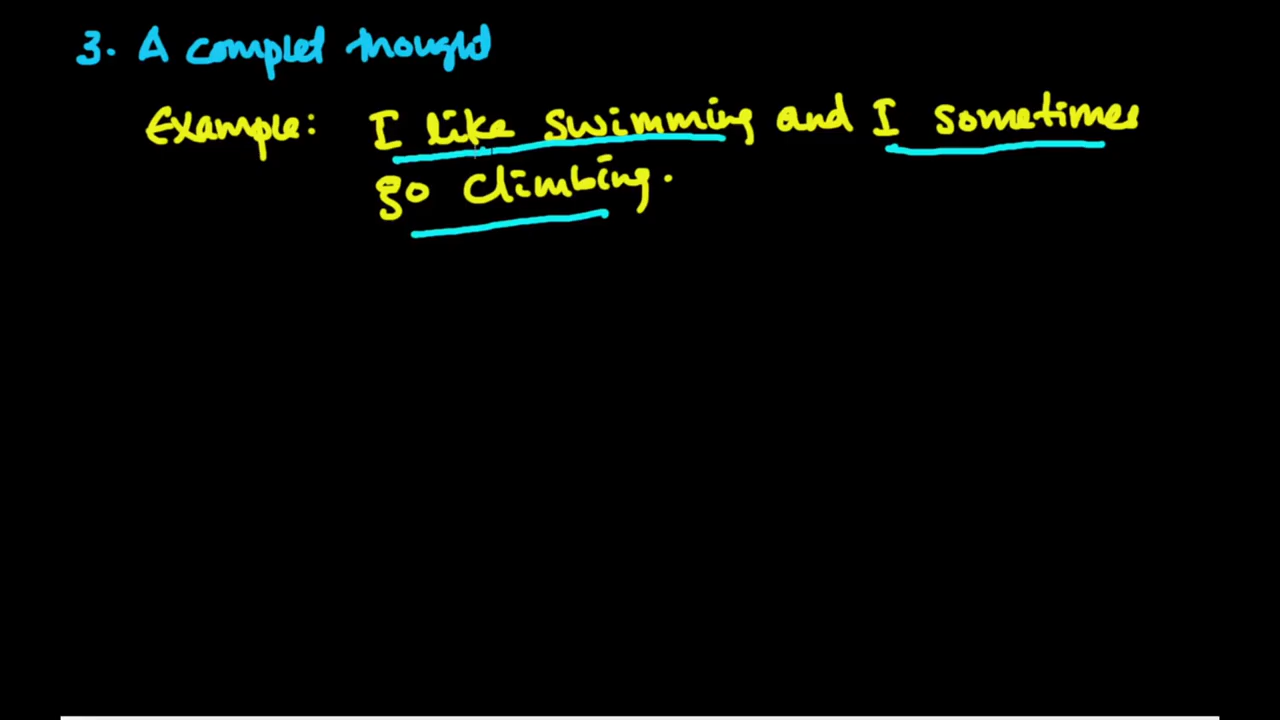 3. A complet thought
Example: I like swimming and I sometimes
go climbing.